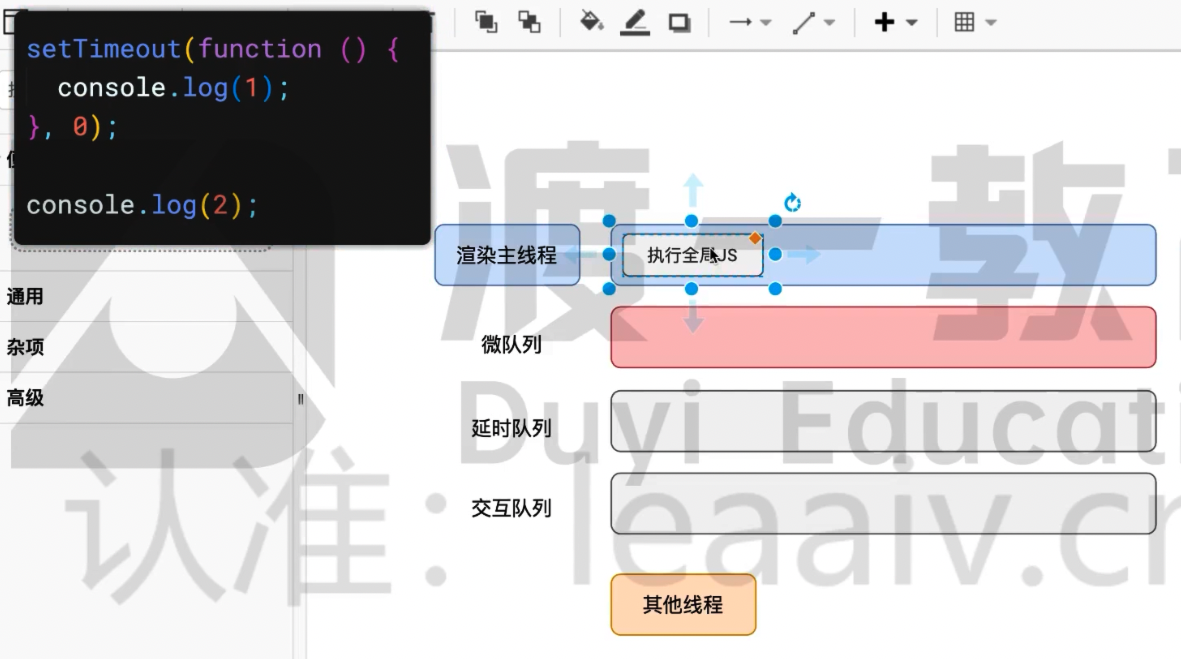 setTimeout(function () {
  console.log(1);
}, 0);
console.log(2);
通用
杂项
高级
渲染主线程
执行全局JS
微队列
延时队列
交互队列
其他线程
渡一教
Duyi Educati
认准：leaaiv.cn